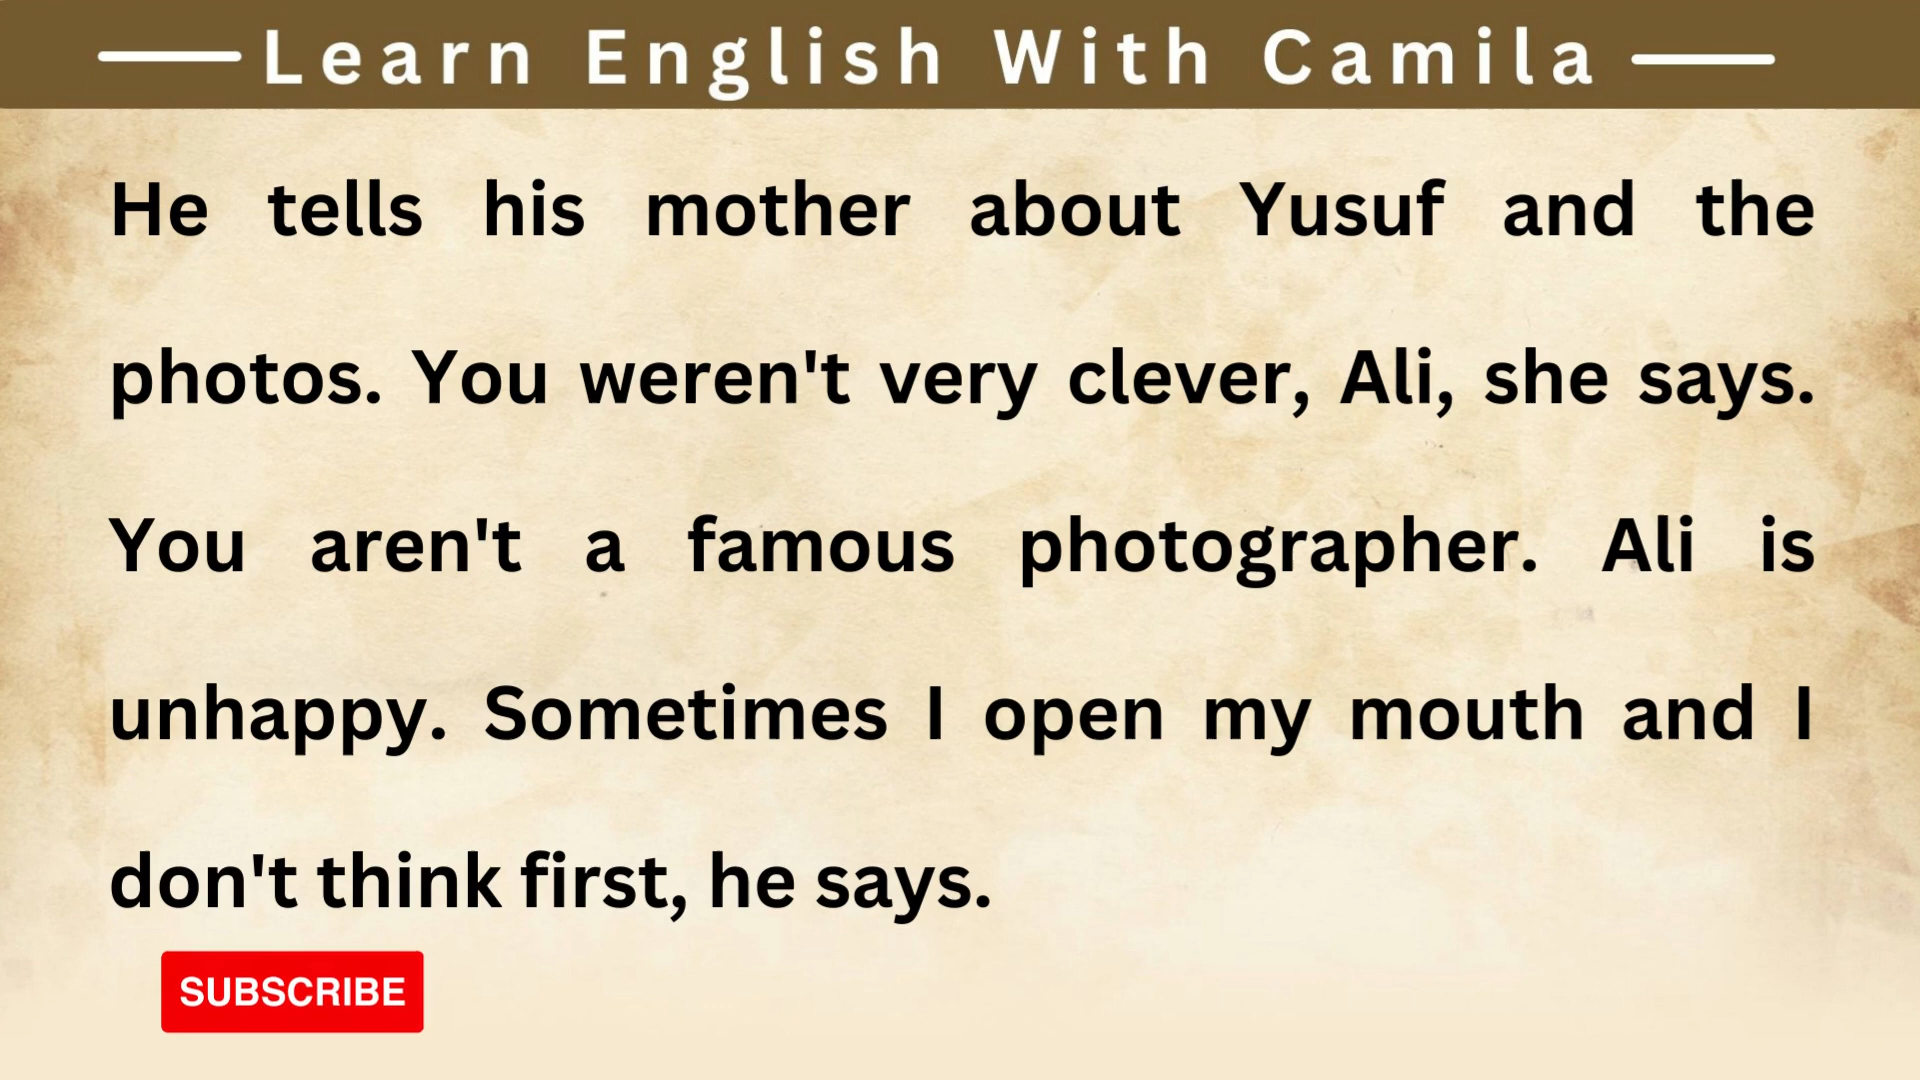 Learn English With Camila
He tells his mother about Yusuf and the
photos. You weren't very clever, Ali, she says.
You aren't a famous photographer. Ali is
unhappy. Sometimes I open my mouth and I
don't think first, he says.
SUBSCRIBE